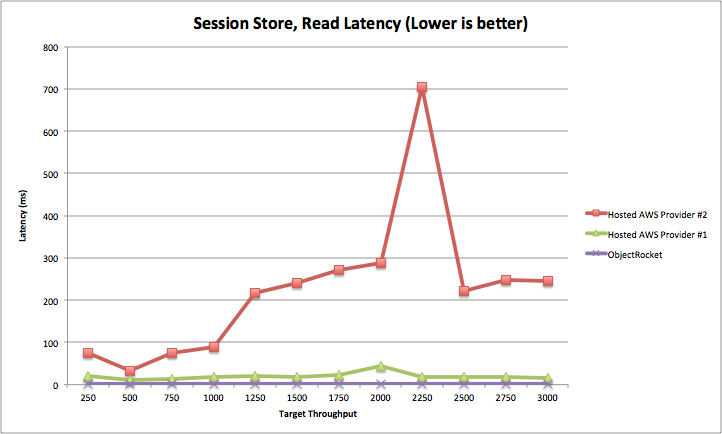 Session Store, Read Latency (Lower is better)
800
700
600
500
400
300
200
100
0
Latency (ms)
250 500 750 1000 1250 1500 1750 2000 2250 2500 2750 3000
Target Throughput
Hosted AWS Provider #2
Hosted AWS Provider #1
ObjectRocket